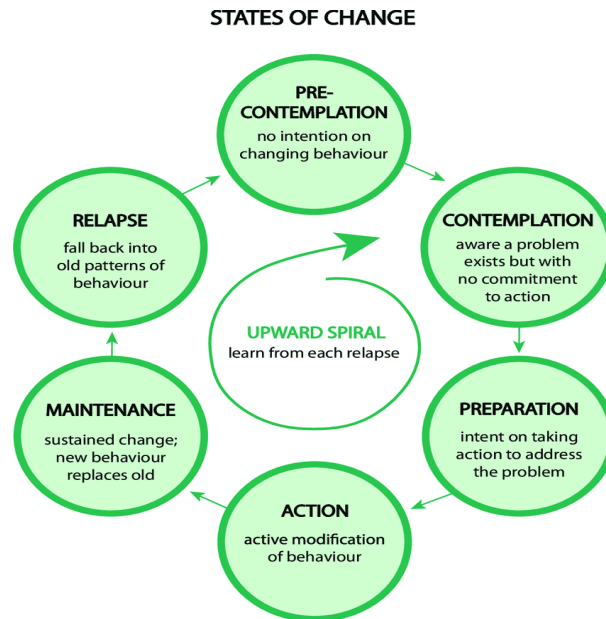 STATES OF CHANGE
PRE-
CONTEMPLATION
no intention on
changing behaviour
CONTEMPLATION
aware a problem
exists but with
no commitment
to action
PREPARATION
intent on taking
action to address
the problem
ACTION
active modification
of behaviour
MAINTENANCE
sustained change;
new behaviour
replaces old
RELAPSE
fall back into
old patterns of
behaviour
UPWARD SPIRAL
learn from each relapse